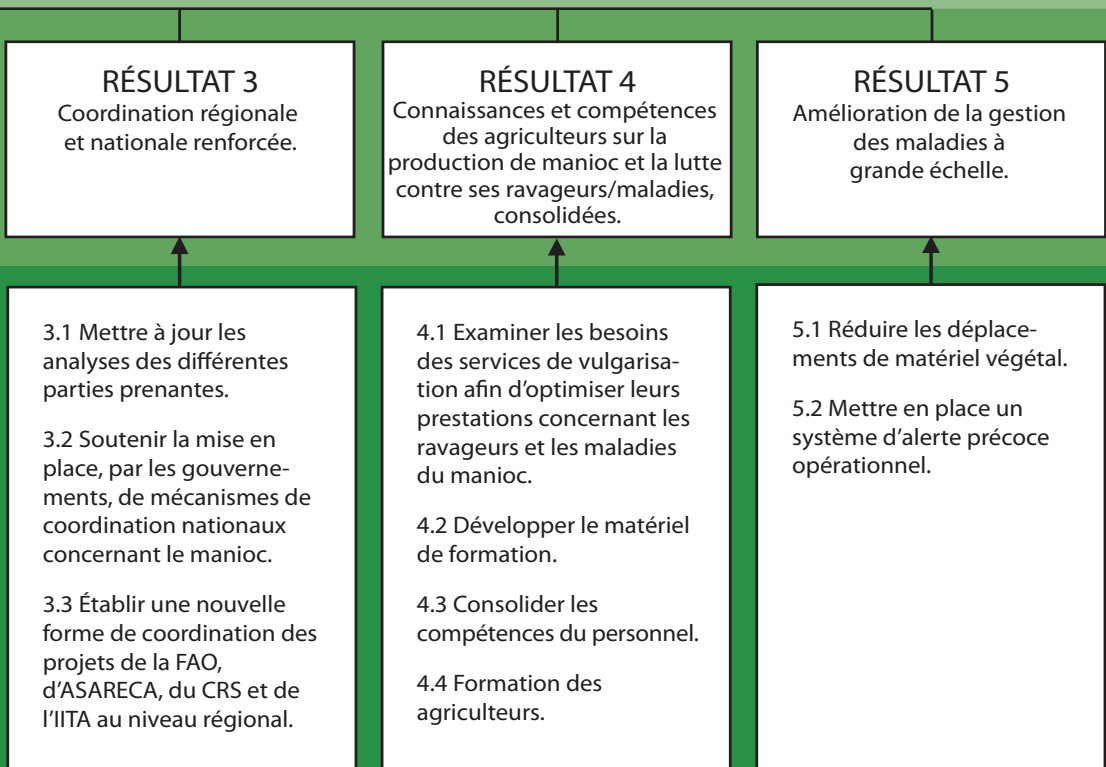 RÉSULTAT 3
Coordination régionale
et nationale renforcée.
RÉSULTAT 4
Connaissances et compétences
des agriculteurs sur la
production de manioc et la lutte
contre ses ravageurs/maladies,
consolidées.
RÉSULTAT 5
Amélioration de la gestion
des maladies à
grande échelle.
3.1 Mettre à jour les
analyses des différentes
parties prenantes.
3.2 Soutenir la mise en
place, par les gouverne-
ments, de mécanismes de
coordination nationaux
concernant le manioc.
3.3 Établir une nouvelle
forme de coordination des
projets de la FAO,
d’ASARECA, du CRS et de
l’IITA au niveau régional.
4.1 Examiner les besoins
des services de vulgarisa-
tion afin d’optimiser leurs
prestations concernant les
ravageurs et les maladies
du manioc.
4.2 Développer le matériel
de formation.
4.3 Consolider les
compétences du personnel.
4.4 Formation des
agriculteurs.
5.1 Réduire les déplace-
ments de matériel végétal.
5.2 Mettre en place un
système d’alerte précoce
opérationnel.